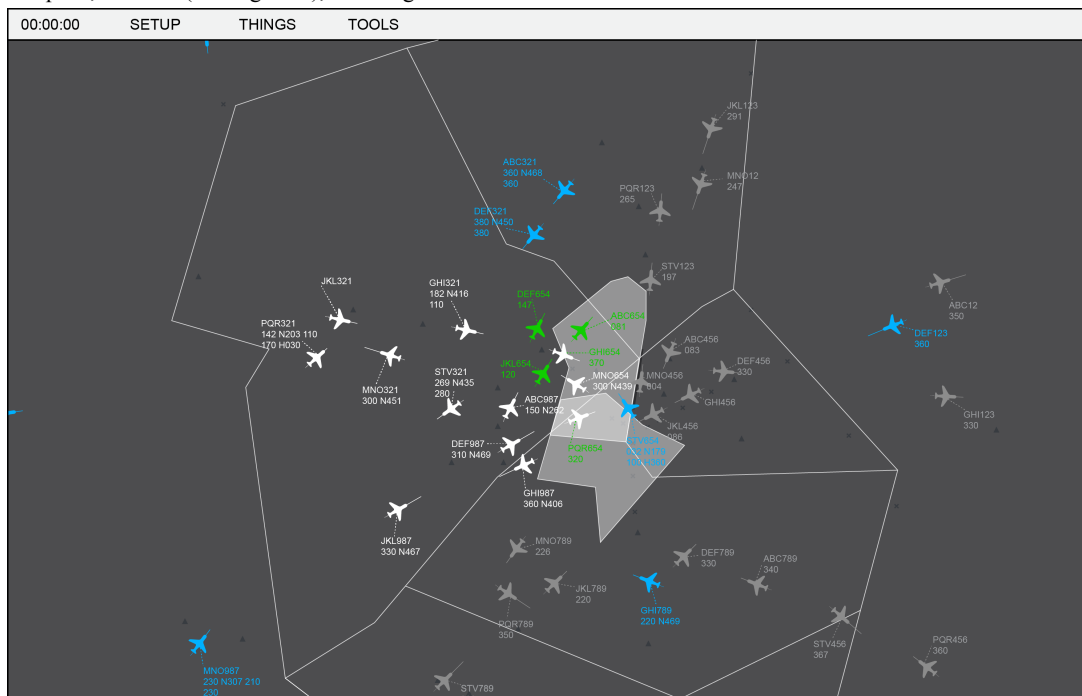 00:00:00 SETUP THINGS TOOLS
JKL123
291
MNO12
247
ABC321
360 N468
360
PQR123
265
DEF321
380 N450
380
STV123
197
JKL321
GHI321
182 N416
110
DEF654
147
ABC12
350
PQR321
142 N203 110
170 H030
ABC654
DEF123
360
ABC456
083
GHI654
370
MNO321
300 N451
STV321
269 N435
280
JKL654
120
MNO654
300 N439
MNO456
804
DEF456
330
GHI456
ABC987
150 N262
GHI123
330
JKL456
086
DEF987
310 N469
PQR654
320
GHI987
360 N406
JKL987
330 N467
MNO789
226
DEF789
330
ABC789
340
JKL789
220
GHI789
220 N469
PQR789
350
STV456
367
PQR456
360
MNO987
230 N307 210
230
STV789